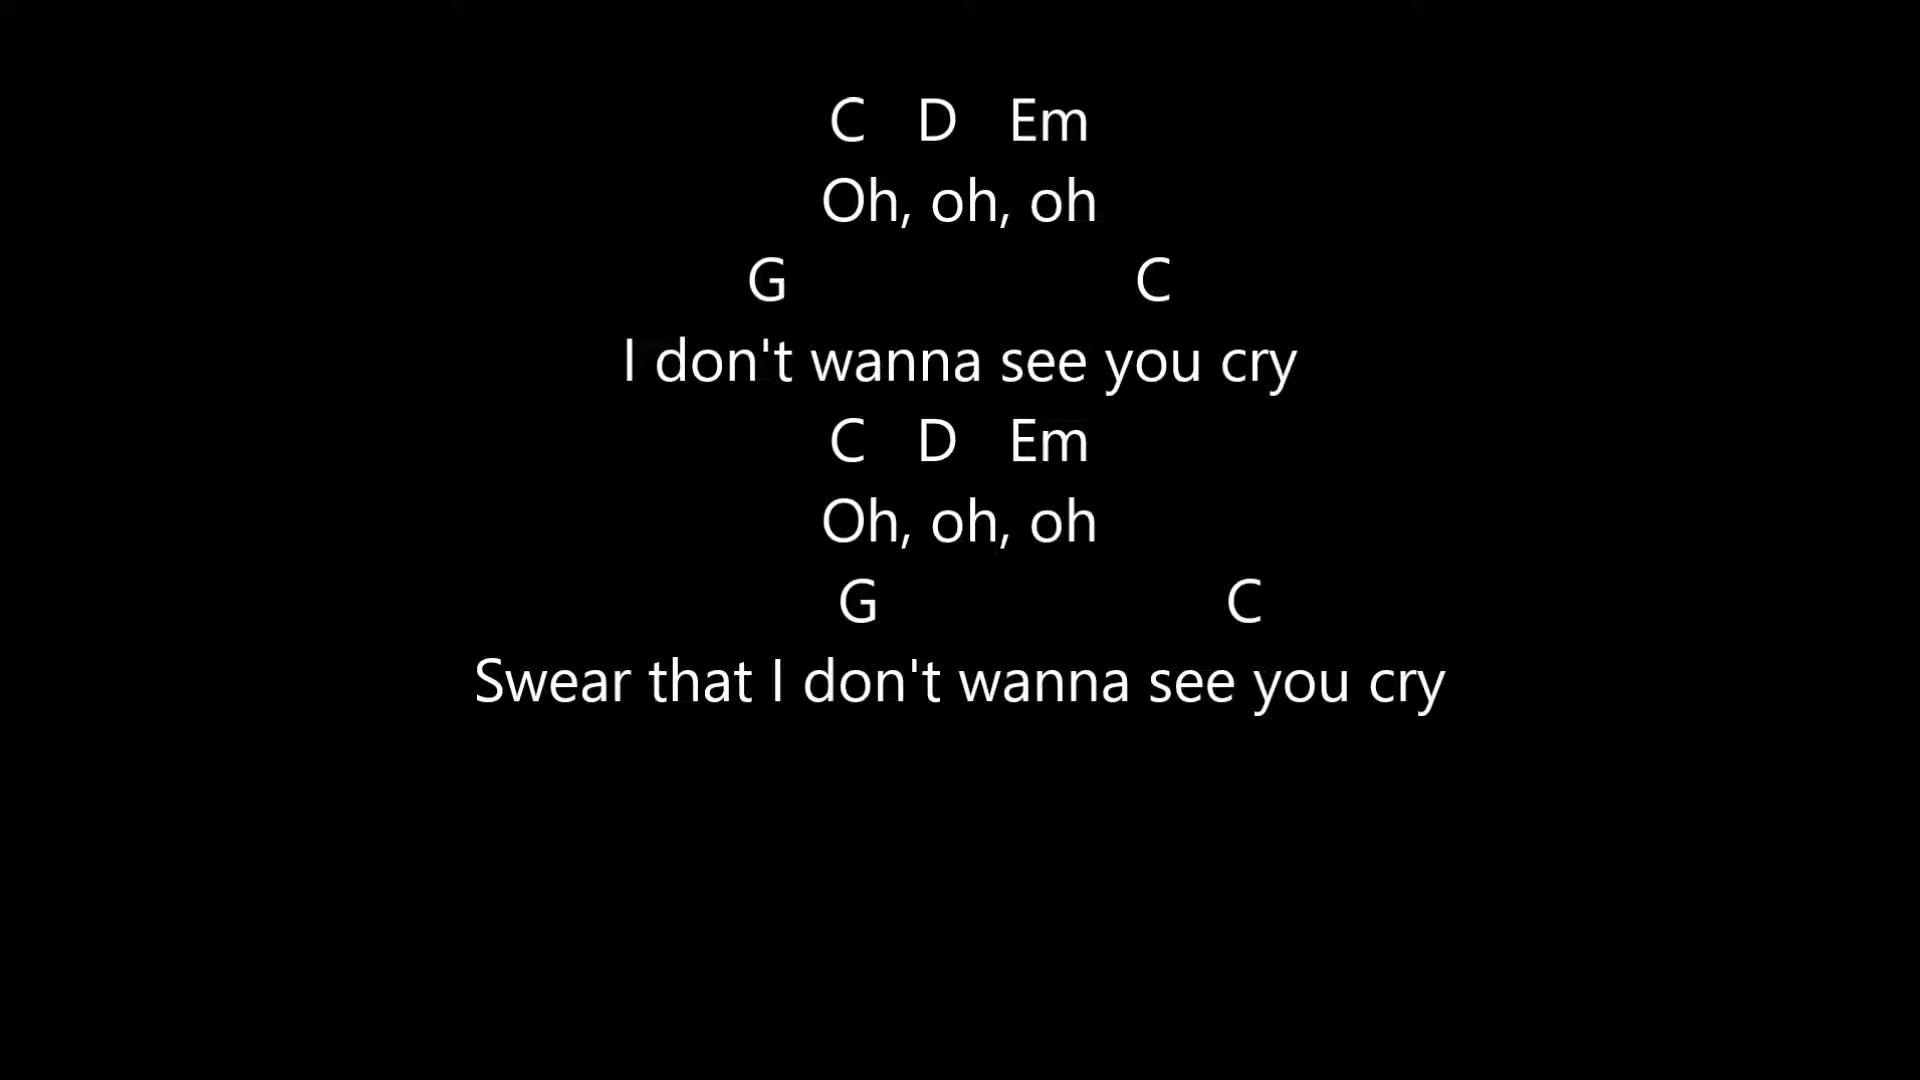 C D Em
Oh, oh, oh
G C
I don't wanna see you cry
C D Em
Oh, oh, oh
G C
Swear that I don't wanna see you cry